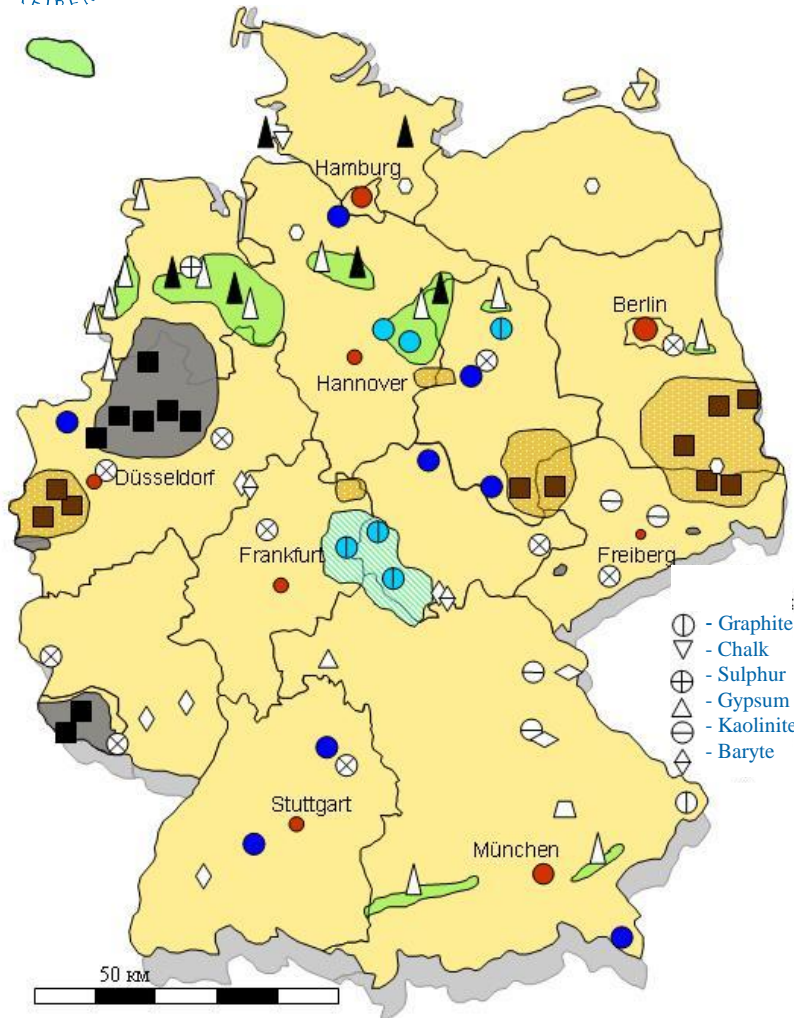 Hamburg
Berlin
Hannover
Düsseldorf
Frankfurt
Freiberg
- Graphite
- Chalk
- Sulphur
- Gypsum
- Kaolinite
- Baryte
Stuttgart
München
50 км